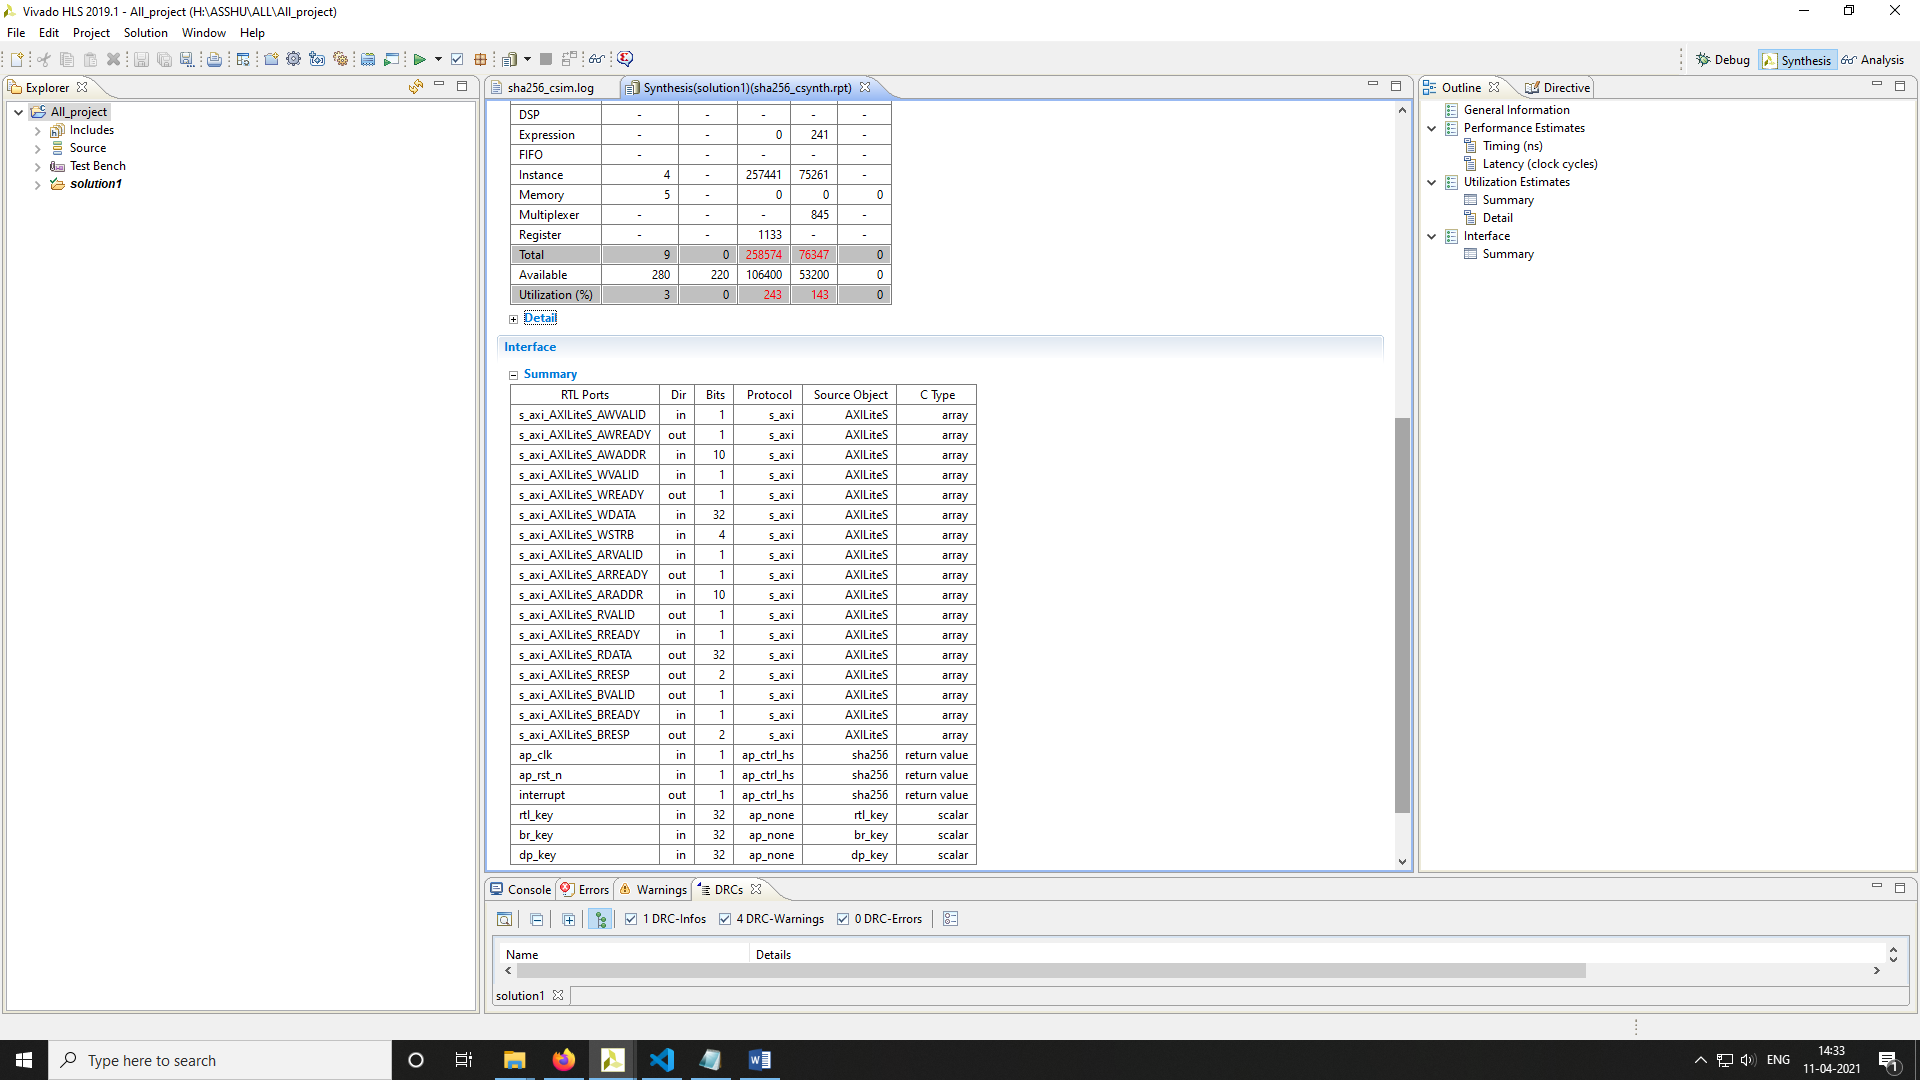 Vivado HLS 2019.1 - All_project (H:\ASSHU\ALL\All_project)
File Edit Project Solution Window Help
Debug Synthesis Analysis
Explorer
All_project
Includes
Source
Test Bench
solution1
sha256_csim.log Synthesis(solution1)(sha256_csynth.rpt)
DSP - - - - -
Expression - - 0 241 -
FIFO - - - - -
Instance 4 - 257441 75261 -
Memory 5 - 0 0 0
Multiplexer - - - 845 -
Register - - 1133 - -
Total 9 0 258574 76347 0
Available 280 220 106400 53200 0
Utilization (%) 3 0 243 143 0
Detail
Interface
Summary
RTL Ports Dir Bits Protocol Source Object C Type
s_axi_AXILiteS_AWVALID in 1 s_axi AXILiteS array
s_axi_AXILiteS_AWREADY out 1 s_axi AXILiteS array
s_axi_AXILiteS_AWADDR in 10 s_axi AXILiteS array
s_axi_AXILiteS_WVALID in 1 s_axi AXILiteS array
s_axi_AXILiteS_WREADY out 1 s_axi AXILiteS array
s_axi_AXILiteS_WDATA in 32 s_axi AXILiteS array
s_axi_AXILiteS_WSTRB in 4 s_axi AXILiteS array
s_axi_AXILiteS_ARVALID in 1 s_axi AXILiteS array
s_axi_AXILiteS_ARREADY out 1 s_axi AXILiteS array
s_axi_AXILiteS_ARADDR in 10 s_axi AXILiteS array
s_axi_AXILiteS_RVALID out 1 s_axi AXILiteS array
s_axi_AXILiteS_RREADY in 1 s_axi AXILiteS array
s_axi_AXILiteS_RDATA out 32 s_axi AXILiteS array
s_axi_AXILiteS_RRESP out 2 s_axi AXILiteS array
s_axi_AXILiteS_BVALID out 1 s_axi AXILiteS array
s_axi_AXILiteS_BREADY in 1 s_axi AXILiteS array
s_axi_AXILiteS_BRESP out 2 s_axi AXILiteS array
ap_clk in 1 ap_ctrl_hs sha256 return value
ap_rst_n in 1 ap_ctrl_hs sha256 return value
interrupt out 1 ap_ctrl_hs sha256 return value
rtl_key in 32 ap_none rtl_key scalar
br_key in 32 ap_none br_key scalar
dp_key in 32 ap_none dp_key scalar
Outline Directive
General Information
Performance Estimates
Timing (ns)
Latency (clock cycles)
Utilization Estimates
Summary
Detail
Interface
Summary
Console Errors Warnings DRCs
1 DRC-Infos 4 DRC-Warnings 0 DRC-Errors
Name Details
solution1
Type here to search
ENG
14:33
11-04-2021
1